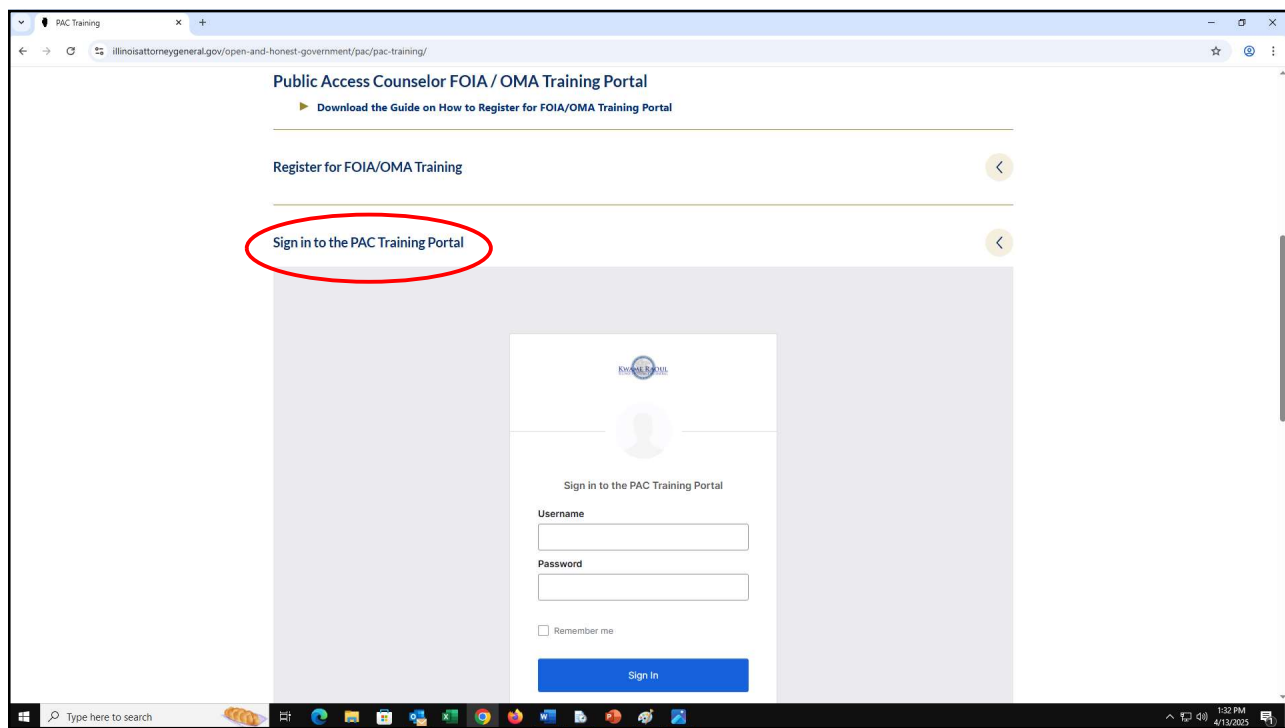 PAC Training
illinoisattorneygeneral.gov/open-and-honest-government/pac/pac-training/
Public Access Counselor FOIA / OMA Training Portal
Download the Guide on How to Register for FOIA/OMA Training Portal
Register for FOIA/OMA Training
Sign in to the PAC Training Portal
KWAME RAOUL
Sign in to the PAC Training Portal
Username
Password
Remember me
Sign In
Type here to search
1:32 PM
4/13/2025